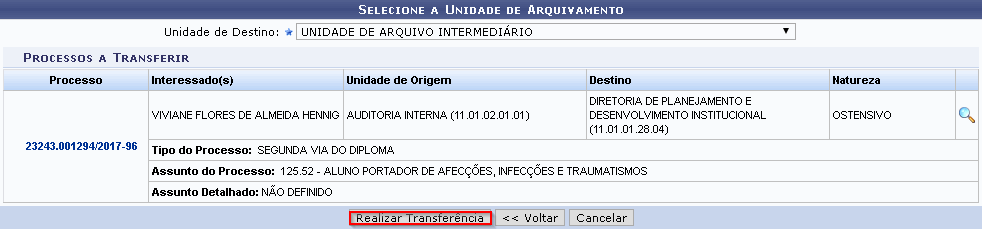 Selecione a Unidade de Arquivamento
Unidade de Destino: UNIDADE DE ARQUIVO INTERMEDIÁRIO
Processos a Transferir
Processo Interessado(s) Unidade de Origem Destino Natureza
23243.001294/2017-96 VIVIANE FLORES DE ALMEIDA HENNIG AUDITORIA INTERNA (11.01.02.01.01) DIRETORIA DE PLANEJAMENTO E
DESENVOLVIMENTO INSTITUCIONAL
(11.01.01.28.04) OSTENSIVO
Tipo do Processo: SEGUNDA VIA DO DIPLOMA
Assunto do Processo: 125.52 - ALUNO PORTADOR DE AFECÇÕES, INFECÇÕES E TRAUMATISMOS
Assunto Detalhado: NÃO DEFINIDO
Realizar Transferência << Voltar Cancelar